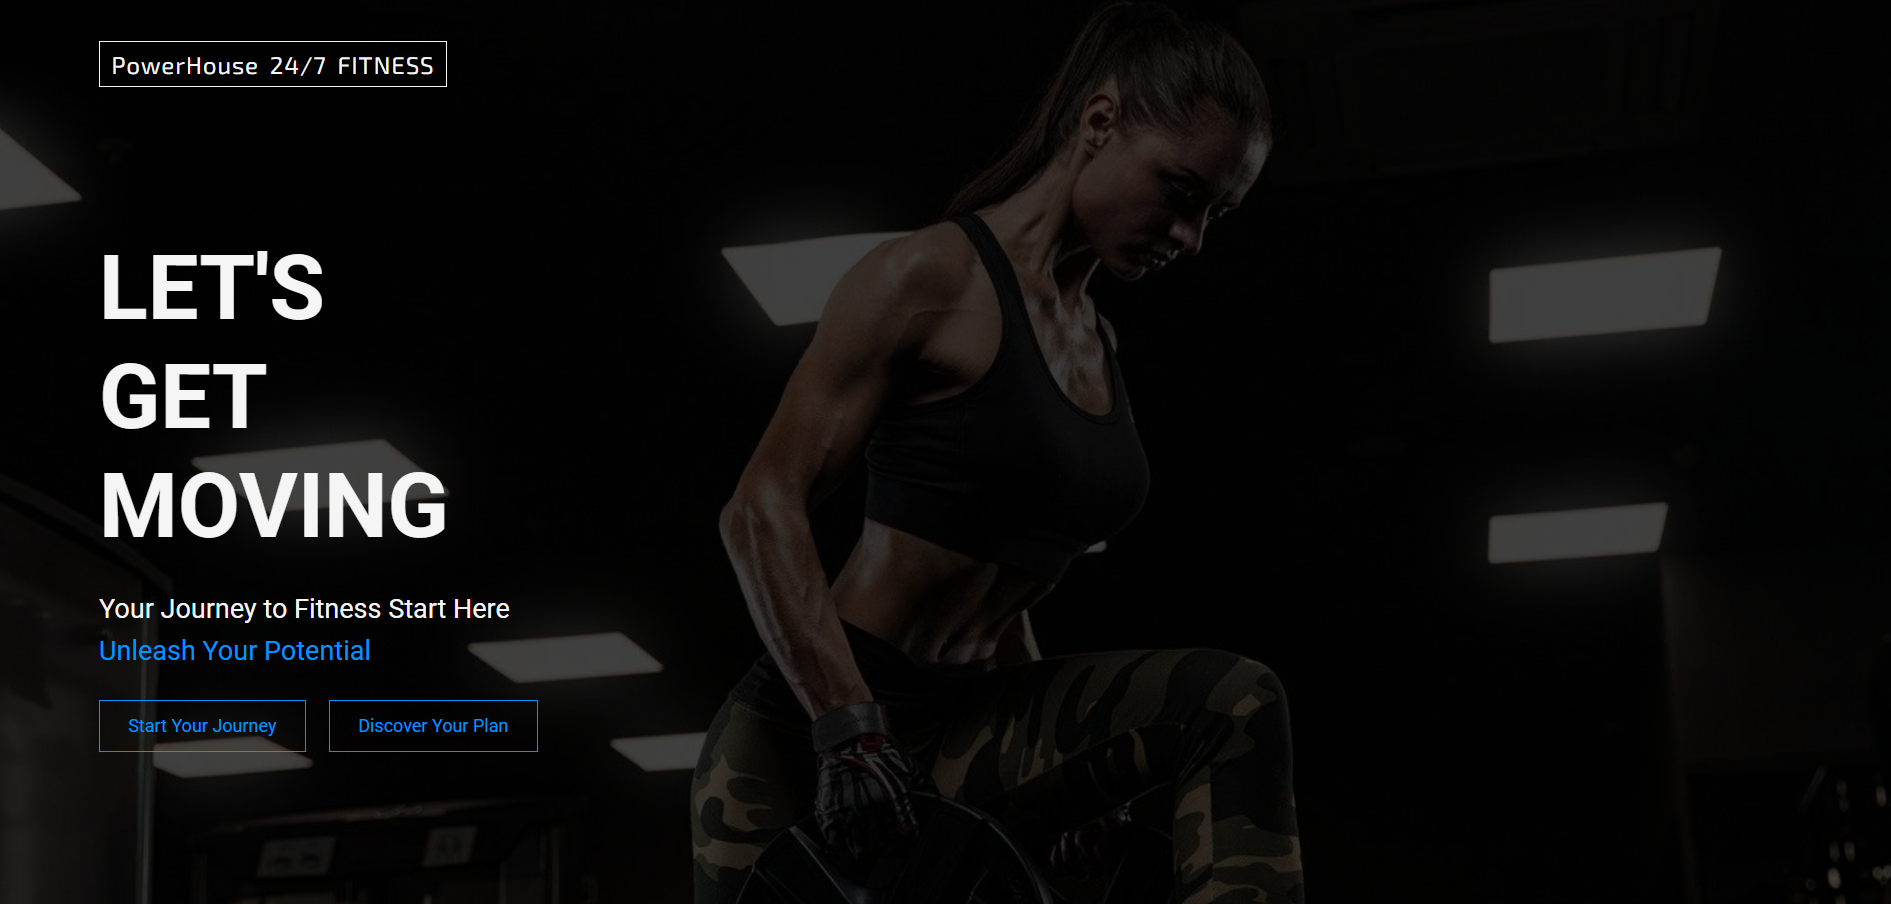 PowerHouse 24/7 FITNESS
LET'S
GET
MOVING
Your Journey to Fitness Start Here
Unleash Your Potential
Start Your Journey
Discover Your Plan